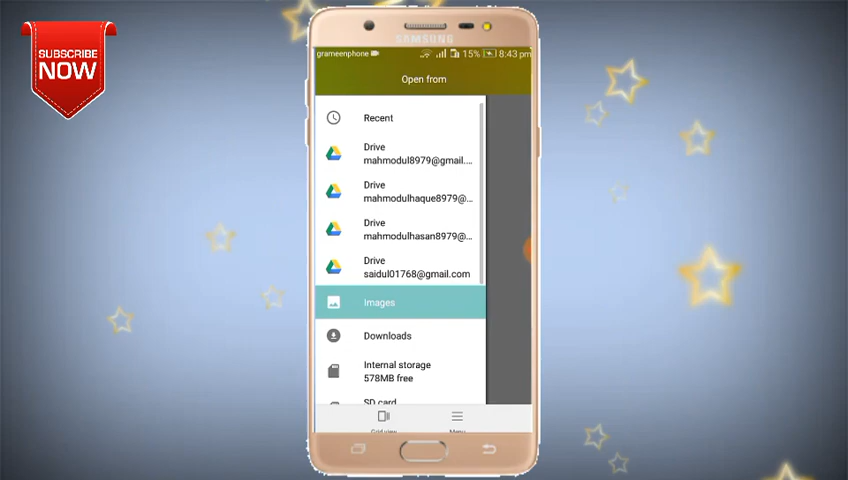 SUBSCRIBE
NOW
SAMSUNG
grameenphone
15% 8:43 pm
Open from
Recent
Drive
mahmodul8979@gmail....
Drive
mahmodulhaque8979@...
Drive
mahmodulhasan8979@...
Drive
saidul01768@gmail.com
Images
Downloads
Internal storage
578MB free
SD card
Grid view
Menu